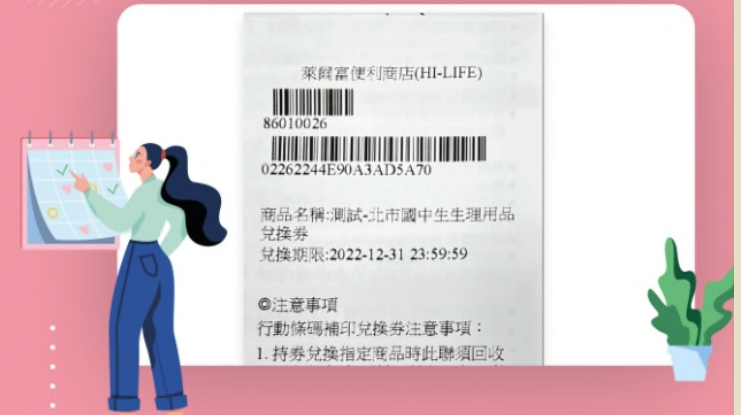 萊爾富便利商店(HI-LIFE)
86010026
02262244E90A3AD5A70
商品名稱:測試-北市國中生生理用品
兌換券
兌換期限:2022-12-31 23:59:59
◎注意事項
行動條碼補印兌換券注意事項：
1. 持券兌換指定商品時此聯須回收